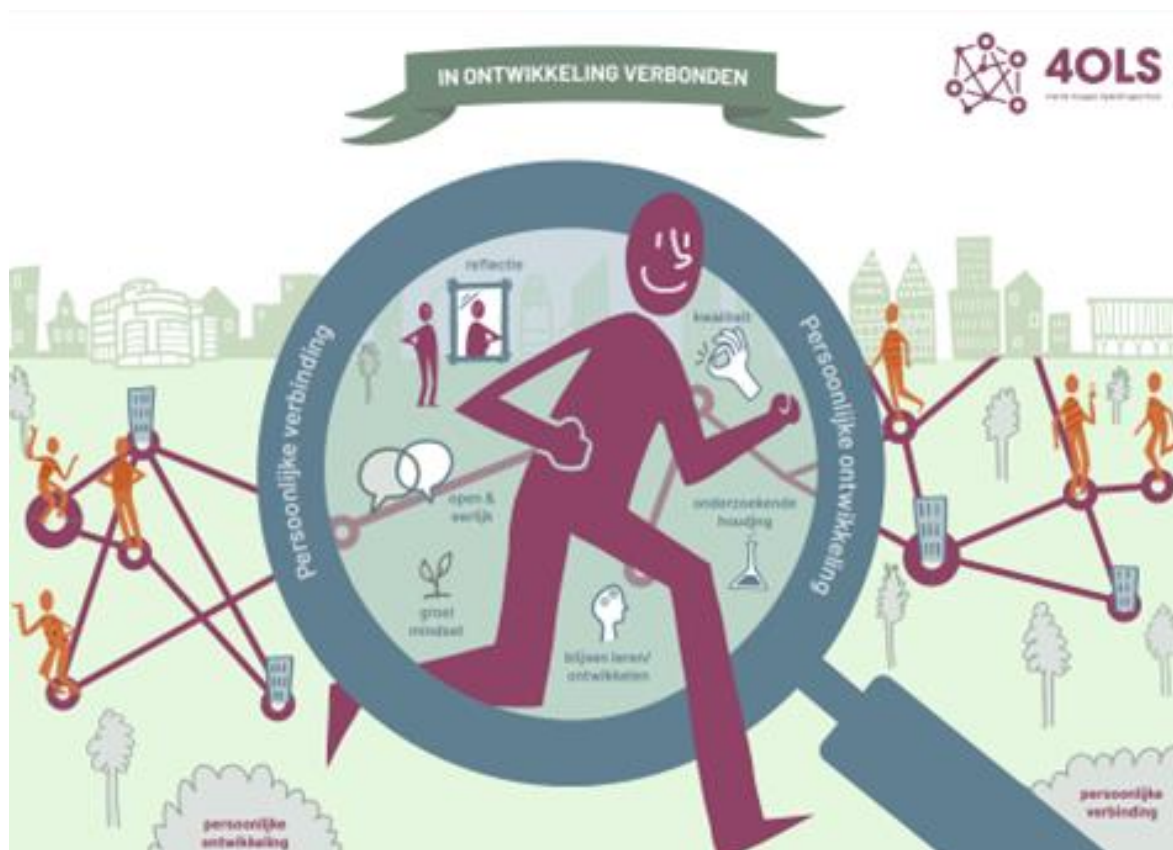 IN ONTWIKKELING VERBONDEN
4OLS
reflectie
kwaliteit
Persoonlijke verbinding
Persoonlijke ontwikkeling
open &
eerlijk
onderzoekende
houding
groei
mindset
blijven leren/
ontwikkelen
persoonlijke
ontwikkeling
persoonlijke
verbinding